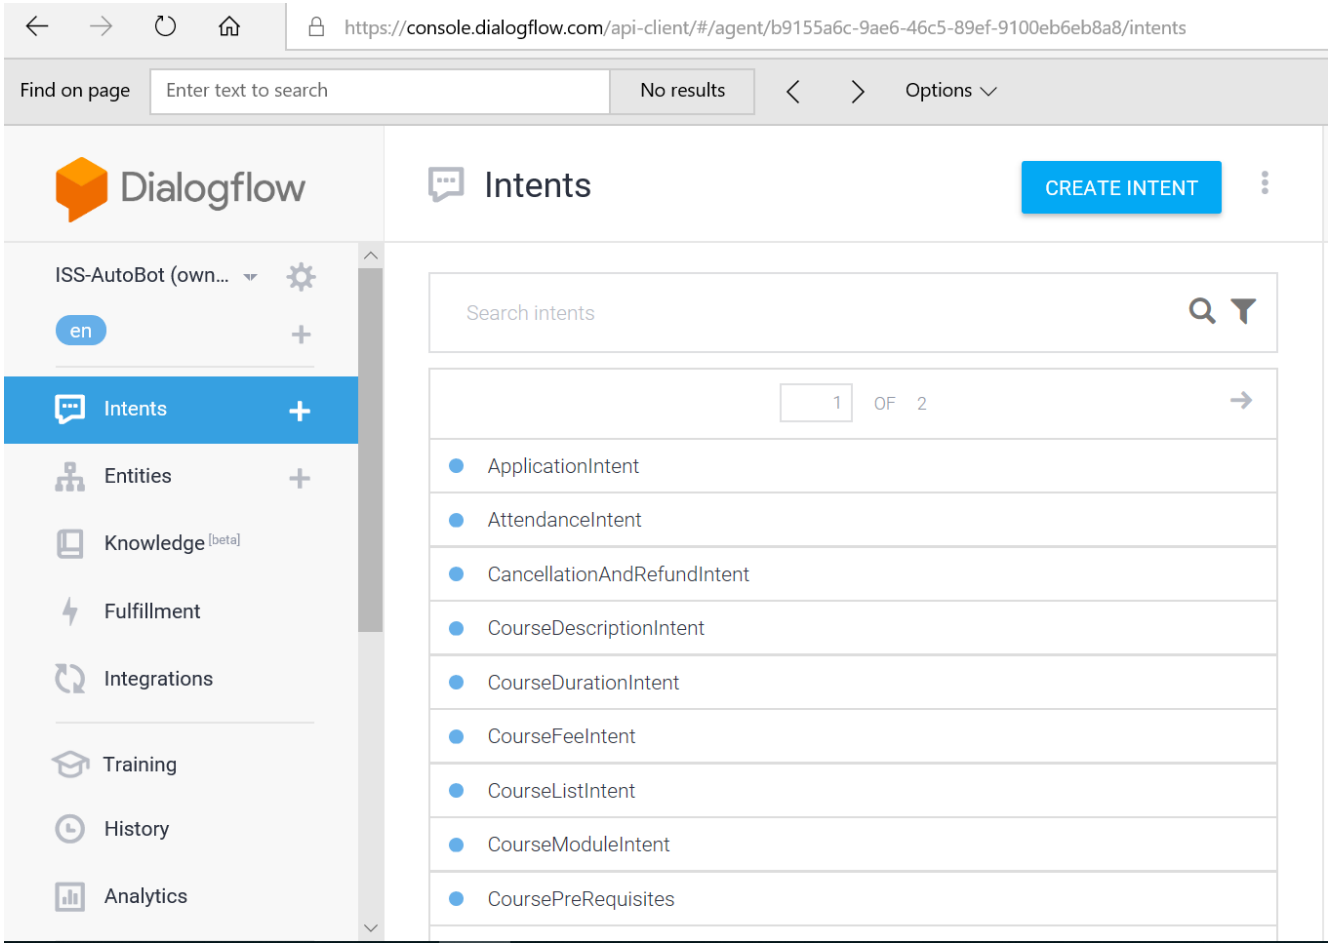 https://console.dialogflow.com/api-client/#/agent/b9155a6c-9ae6-46c5-89ef-9100eb6eb8a8/intents
Find on page Enter text to search No results Options
Dialogflow
Intents
CREATE INTENT
ISS-AutoBot (own...
en
Intents
Entities
Knowledge [beta]
Fulfillment
Integrations
Training
History
Analytics
Search intents
1 OF 2
ApplicationIntent
AttendanceIntent
CancellationAndRefundIntent
CourseDescriptionIntent
CourseDurationIntent
CourseFeeIntent
CourseListIntent
CourseModuleIntent
CoursePreRequisites